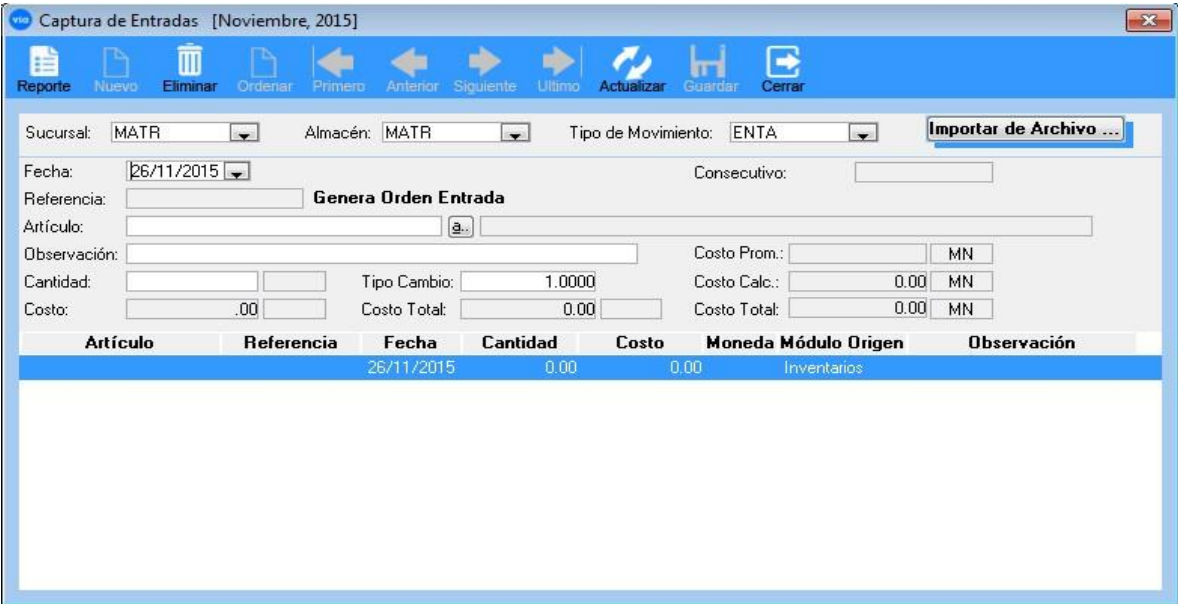 via Captura de Entradas [Noviembre, 2015]
Reporte Nuevo Eliminar Ordenar Primero Anterior Siguiente Ultimo Actualizar Guardar Cerrar
Sucursal: MATR Almacén: MATR Tipo de Movimiento: ENTA Importar de Archivo ...
Fecha: 26/11/2015 Consecutivo:
Referencia: Genera Orden Entrada
Artículo: a..
Observación: Costo Prom.: MN
Cantidad: Tipo Cambio: 1.0000 Costo Calc.: 0.00 MN
Costo: .00 Costo Total: 0.00 Costo Total: 0.00 MN
Artículo Referencia Fecha Cantidad Costo Moneda Módulo Origen Observación
26/11/2015 0.00 0.00 Inventarios